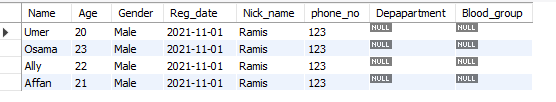 Name Age Gender Reg_date Nick_name phone_no Depapartment Blood_group
Umer 20 Male 2021-11-01 Ramis 123 NULL NULL
Osama 23 Male 2021-11-01 Ramis 123 NULL NULL
Ally 22 Male 2021-11-01 Ramis 123 NULL NULL
Affan 21 Male 2021-11-01 Ramis 123 NULL NULL